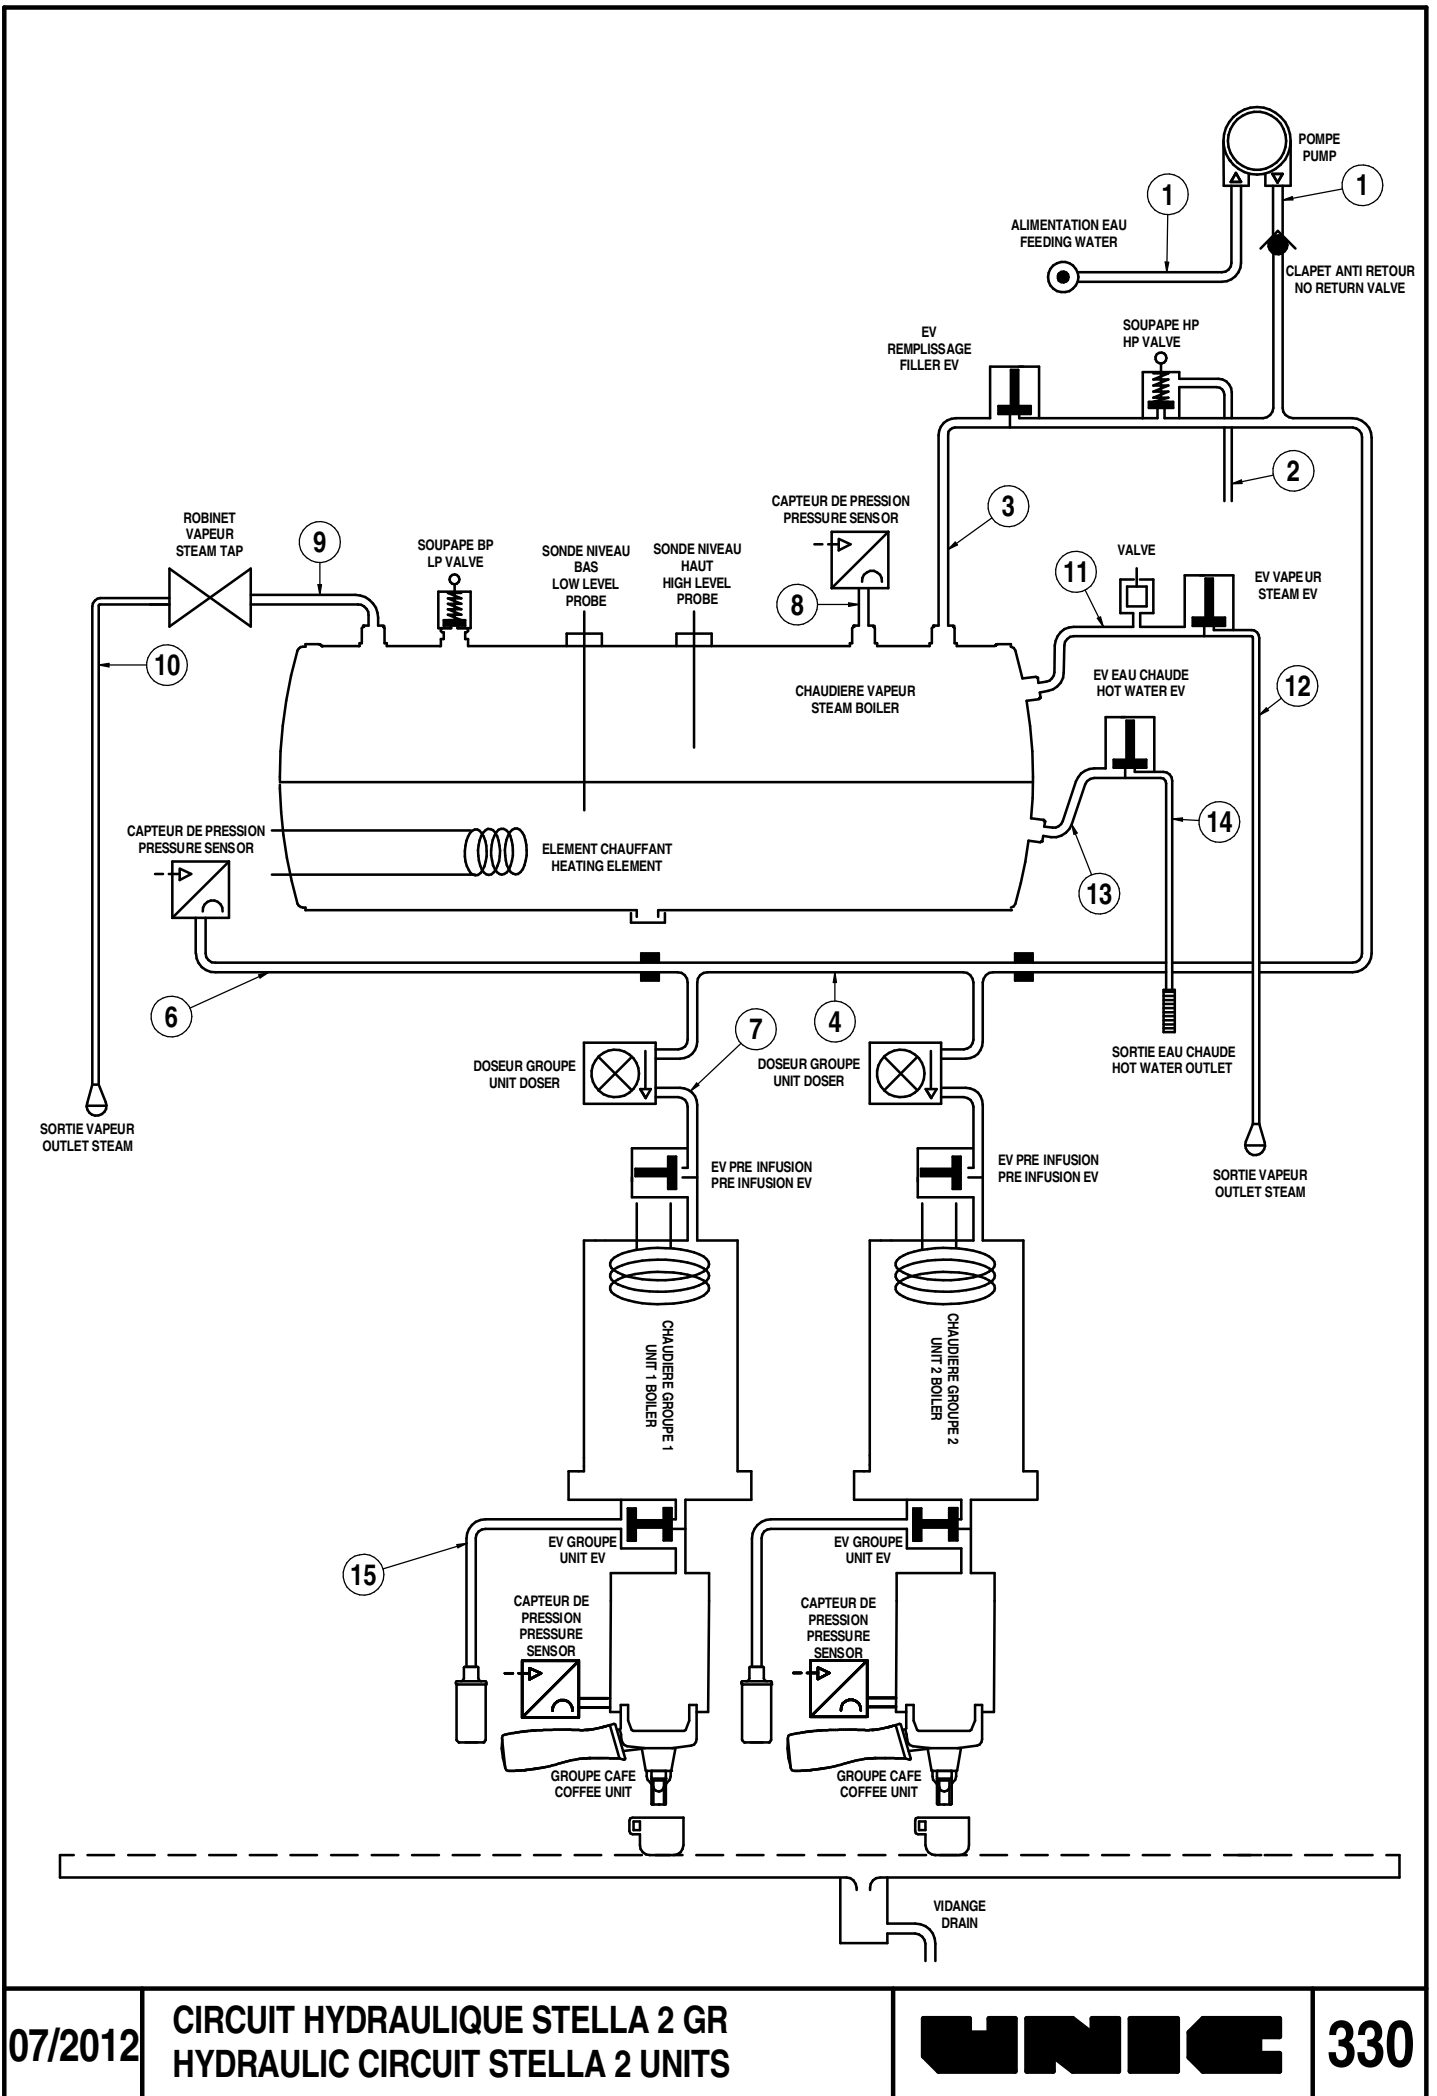 POMPE
PUMP
1
1
ALIMENTATION EAU
FEEDING WATER
CLAPET ANTI RETOUR
NO RETURN VALVE
EV
REMPLISSAGE
FILLER EV
SOUPAPE HP
HP VALVE
2
3
CAPTEUR DE PRESSION
PRESSURE SENSOR
ROBINET
VAPEUR
STEAM TAP
9
SOUPAPE BP
LP VALVE
SONDE NIVEAU
BAS
LOW LEVEL
PROBE
SONDE NIVEAU
HAUT
HIGH LEVEL
PROBE
8
11
VALVE
EV VAPEUR
STEAM EV
10
CHAUDIERE VAPEUR
STEAM BOILER
EV EAU CHAUDE
HOT WATER EV
12
CAPTEUR DE PRESSION
PRESSURE SENSOR
ELEMENT CHAUFFANT
HEATING ELEMENT
14
13
6
7
4
DOSEUR GROUPE
UNIT DOSER
DOSEUR GROUPE
UNIT DOSER
SORTIE EAU CHAUDE
HOT WATER OUTLET
SORTIE VAPEUR
OUTLET STEAM
EV PRE INFUSION
PRE INFUSION EV
EV PRE INFUSION
PRE INFUSION EV
SORTIE VAPEUR
OUTLET STEAM
CHAUDIERE GROUPE 1
UNIT 1 BOILER
CHAUDIERE GROUPE 2
UNIT 2 BOILER
EV GROUPE
UNIT EV
EV GROUPE
UNIT EV
15
CAPTEUR DE
PRESSION
PRESSURE
SENSOR
CAPTEUR DE
PRESSION
PRESSURE
SENSOR
GROUPE CAFE
COFFEE UNIT
GROUPE CAFE
COFFEE UNIT
VIDANGE
DRAIN
07/2012
CIRCUIT HYDRAULIQUE STELLA 2 GR
HYDRAULIC CIRCUIT STELLA 2 UNITS
UNIC
330